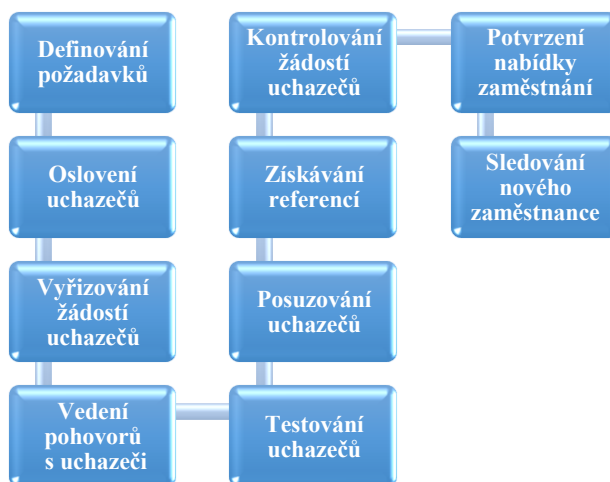 Definování
požadavků
Oslovení
uchazečů
Vyřizování
žádostí
uchazečů
Vedení
pohovorů
s uchazeči
Testování
uchazečů
Posuzování
uchazečů
Získávání
referencí
Kontrolování
žádostí
uchazečů
Potvrzení
nabídky
zaměstnání
Sledování
nového
zaměstnance